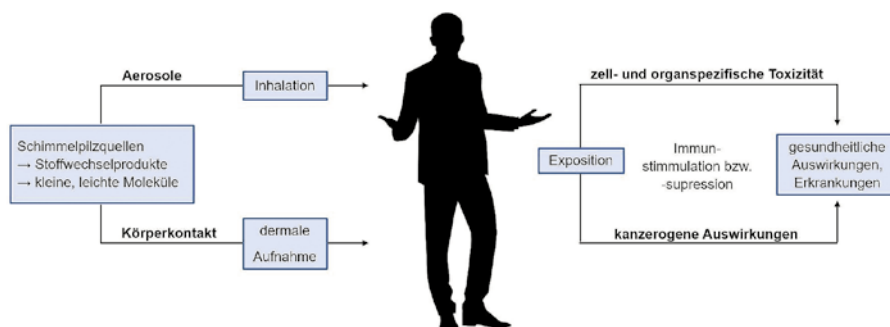 Aerosole
Inhalation
Schimmelpilzquellen
→ Stoffwechselprodukte
→ kleine, leichte Moleküle
Körperkontakt
dermale
Aufnahme
zell- und organspezifische Toxizität
Exposition
Immun-
stimulation bzw.
-supression
gesundheitliche
Auswirkungen,
Erkrankungen
kanzerogene Auswirkungen